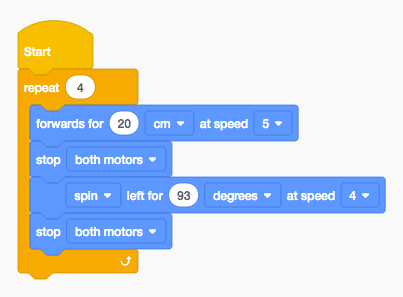 Start
repeat 4
forwards for 20 cm at speed 5
stop both motors
spin left for 93 degrees at speed 4
stop both motors